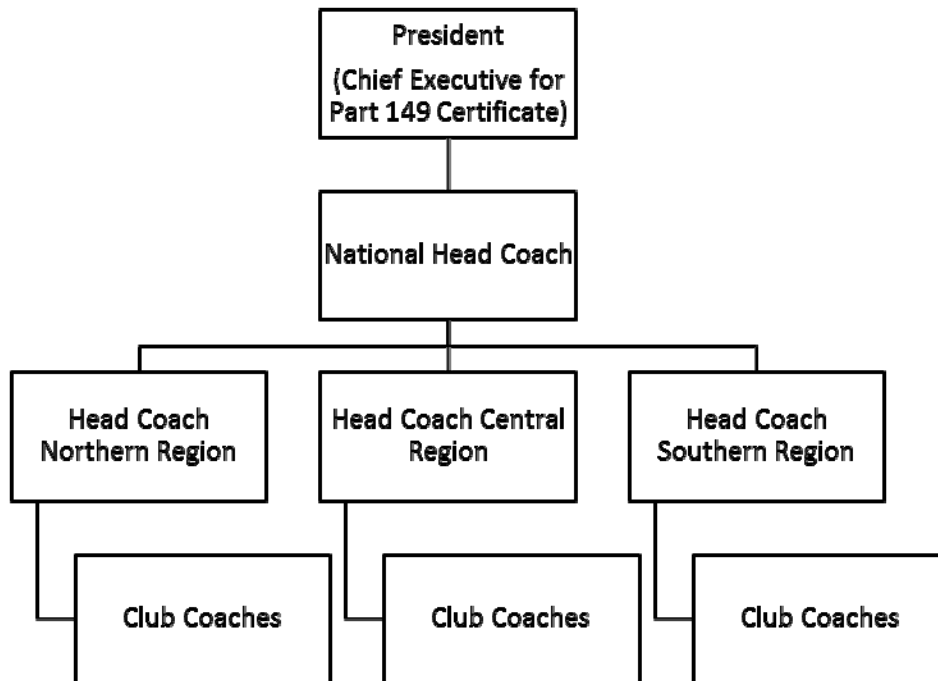 President
(Chief Executive for
Part 149 Certificate)
National Head Coach
Head Coach
Northern Region
Head Coach Central
Region
Head Coach
Southern Region
Club Coaches
Club Coaches
Club Coaches